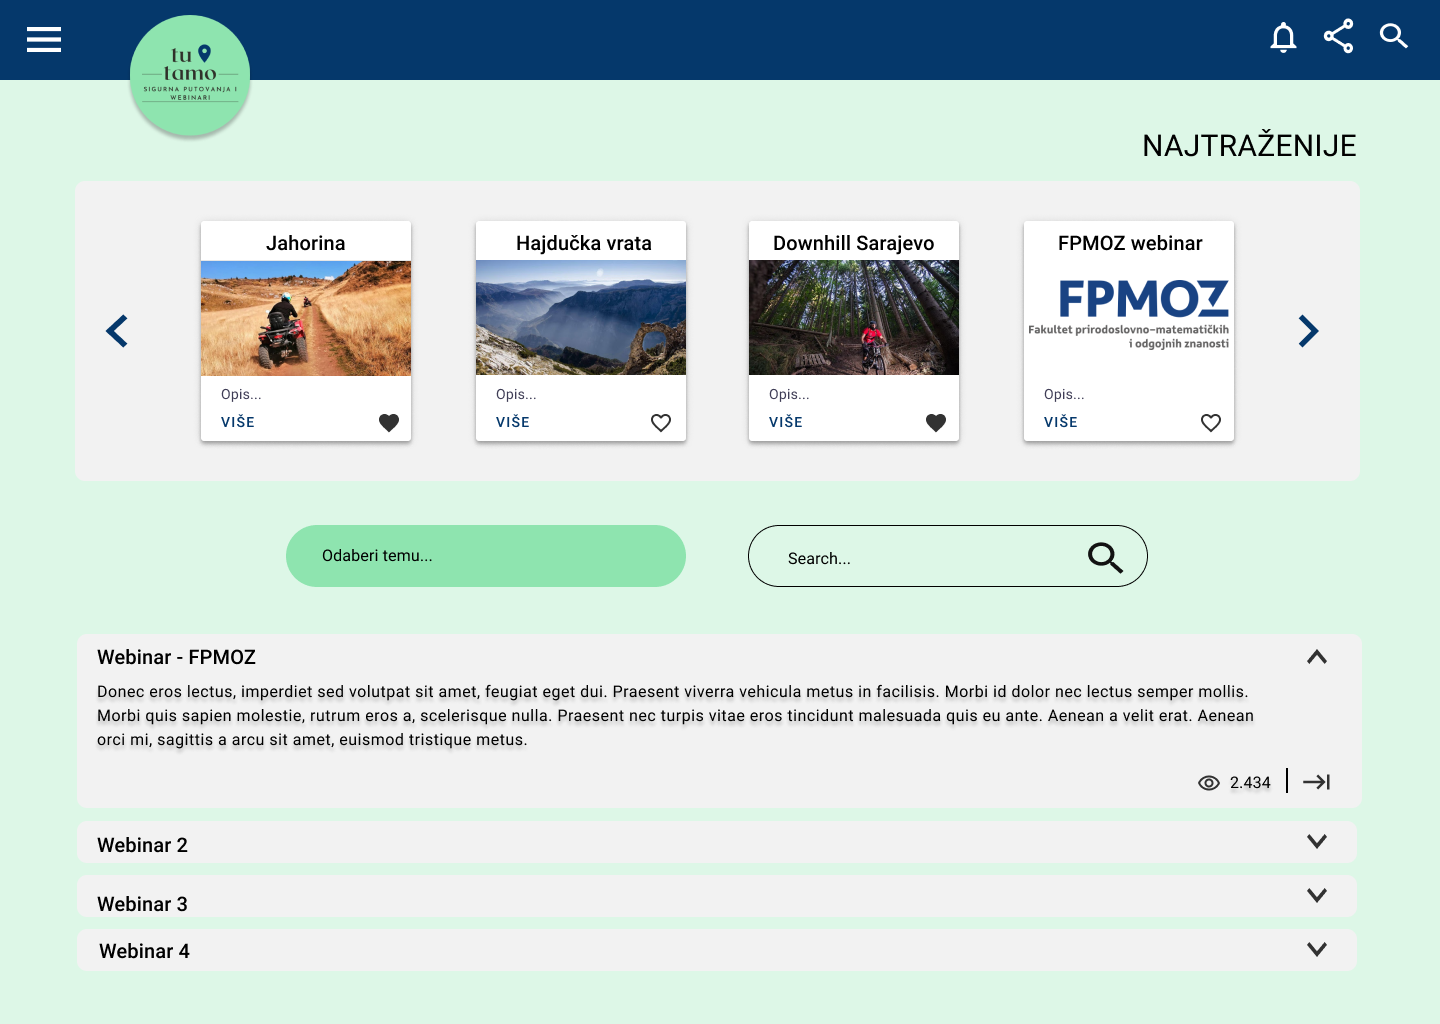 tu
tamo
SIGURNA PUTOVANJA I
WEBINARI
NAJTRAŽENIJE
Jahorina
Opis...
VIŠE
Hajdučka vrata
Opis...
VIŠE
Downhill Sarajevo
Opis...
VIŠE
FPMOZ webinar
FPMOZ
Fakultet prirodoslovno-matematičkih
i odgojnih znanosti
Opis...
VIŠE
Odaberi temu...
Search...
Webinar - FPMOZ
Donec eros lectus, imperdiet sed volutpat sit amet, feugiat eget dui. Praesent viverra vehicula metus in facilisis. Morbi id dolor nec lectus semper mollis.
Morbi quis sapien molestie, rutrum eros a, scelerisque nulla. Praesent nec turpis vitae eros tincidunt malesuada quis eu ante. Aenean a velit erat. Aenean
orci mi, sagittis a arcu sit amet, euismod tristique metus.
2.434
Webinar 2
Webinar 3
Webinar 4